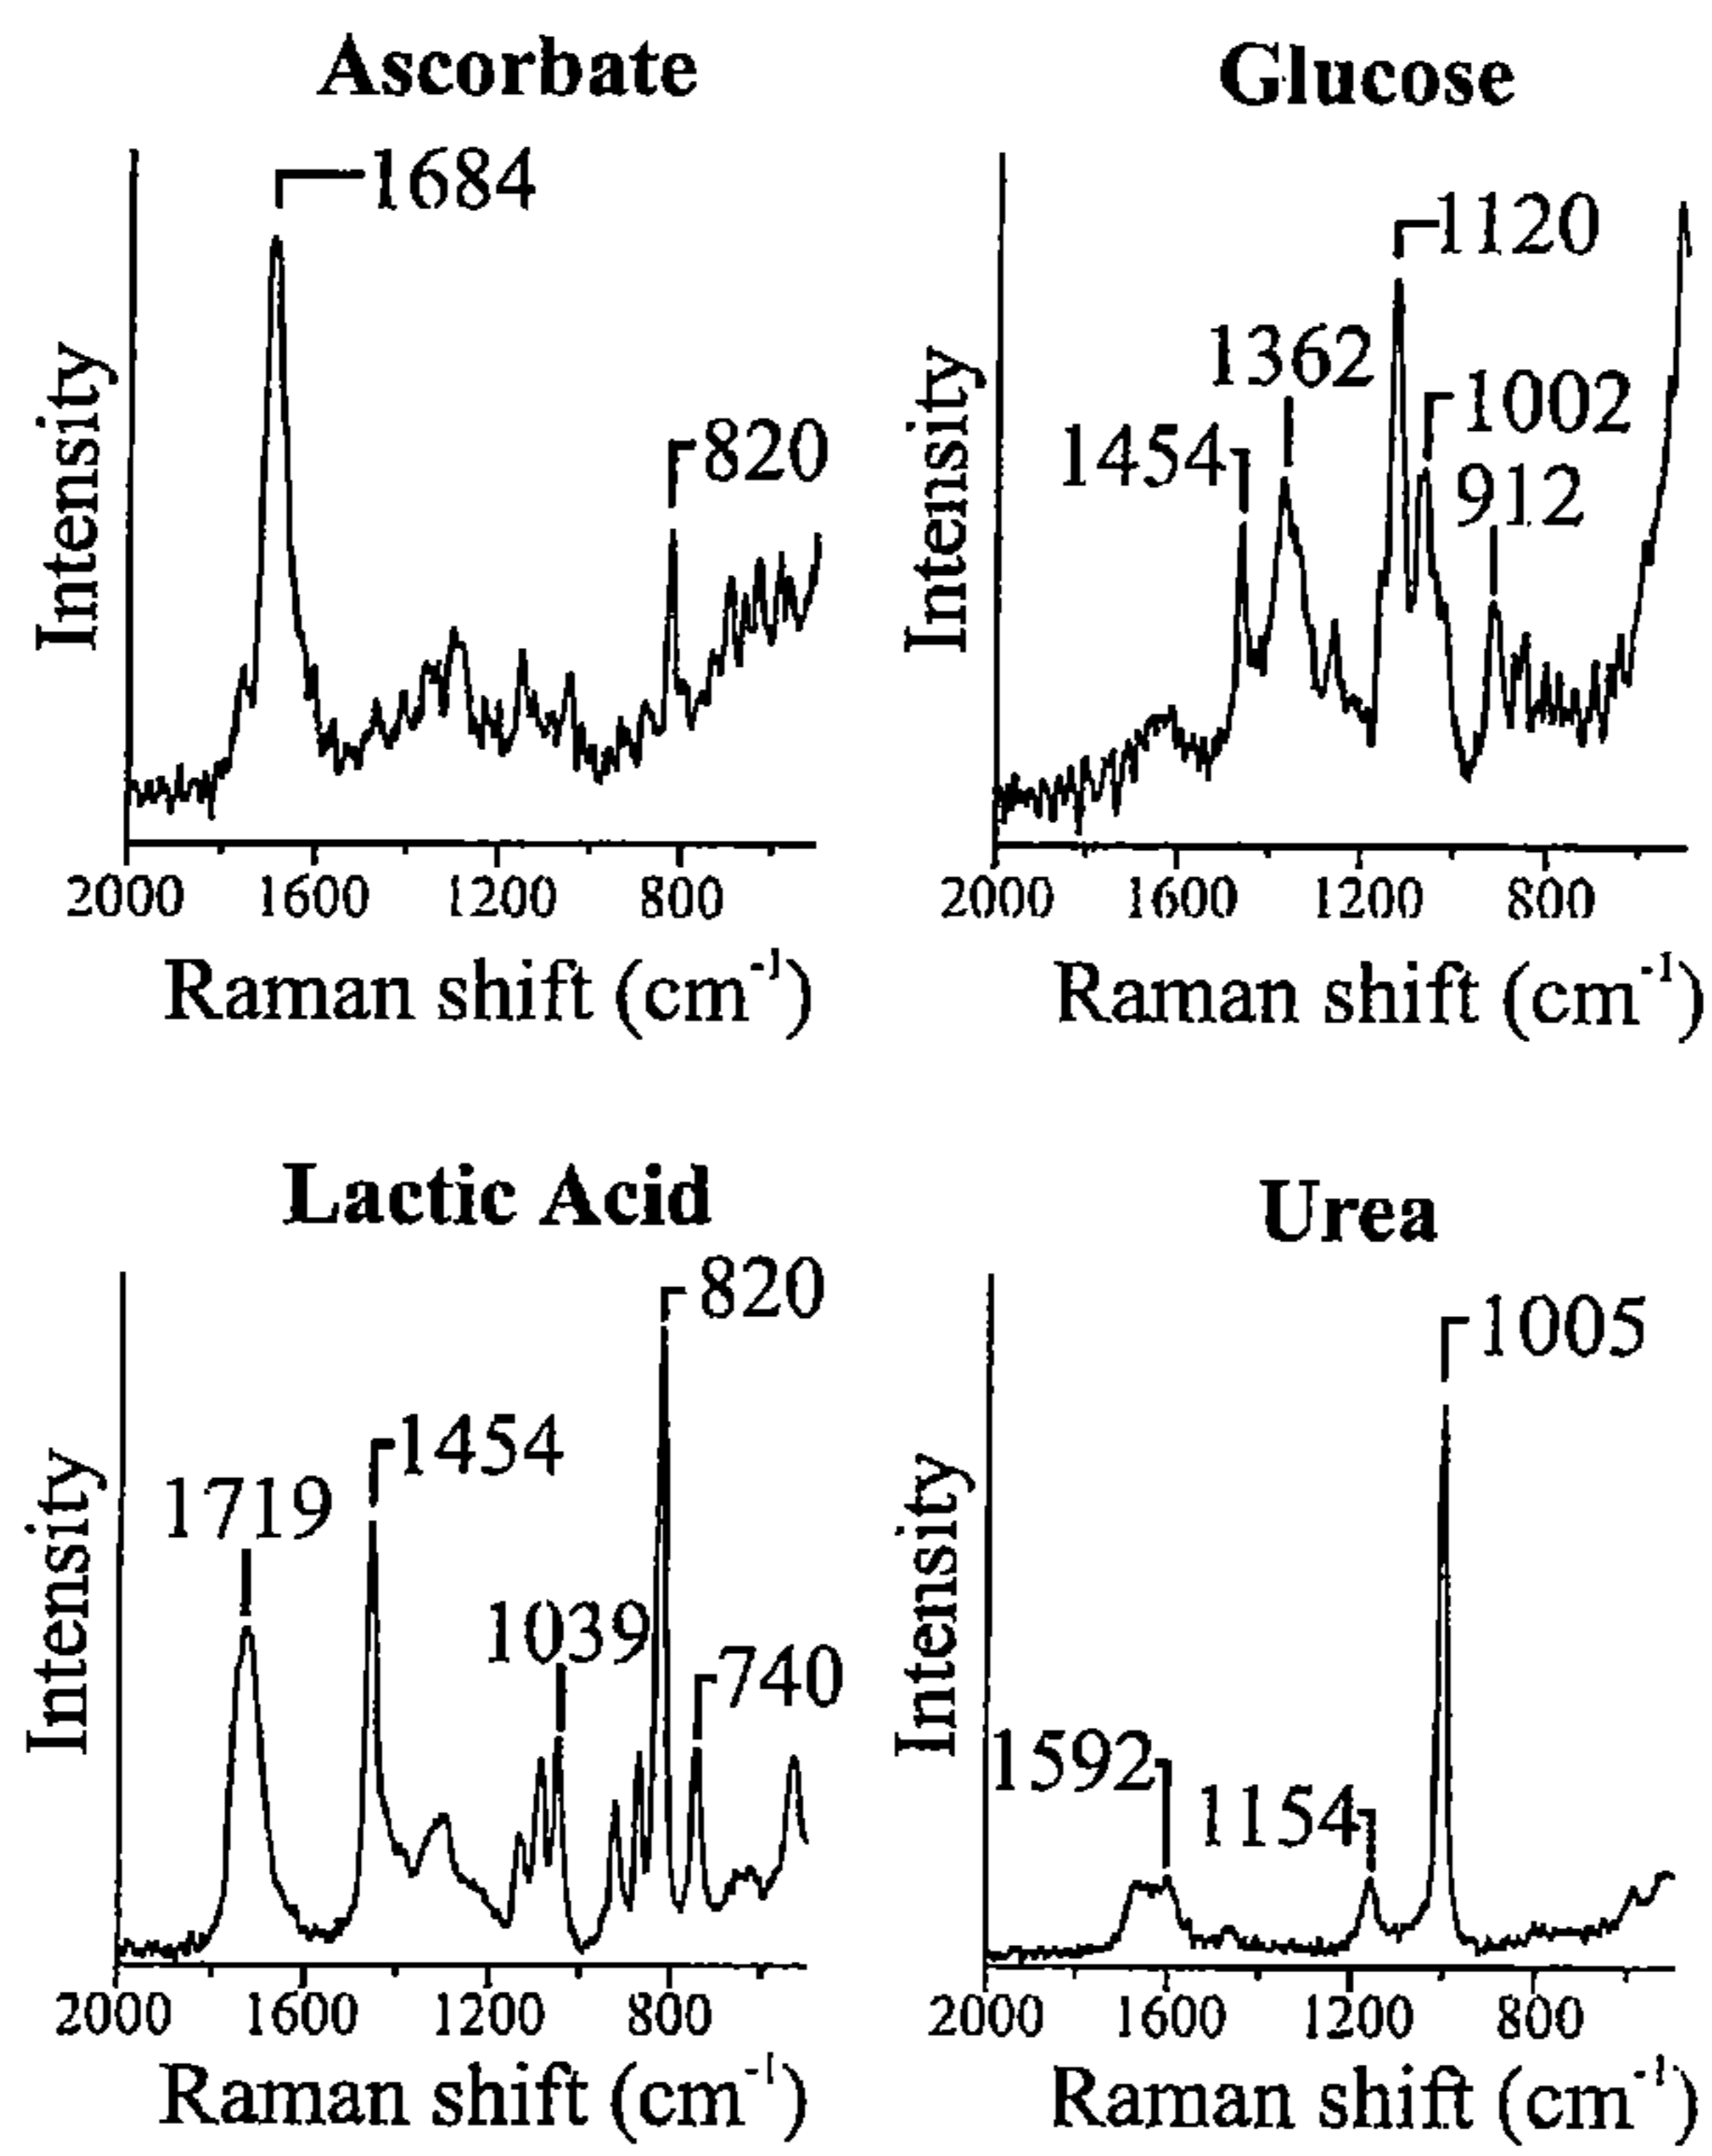 Ascorbate
1684
820
Intensity
2000 1600 1200 800
Raman shift (cm-1)
Glucose
1120
1362
1002
1454
912
Intensity
2000 1600 1200 800
Raman shift (cm-1)
Lactic Acid
820
1454
1719
1039
740
Intensity
2000 1600 1200 800
Raman shift (cm-1)
Urea
1005
1592
1154
Intensity
2000 1600 1200 800
Raman shift (cm-1)